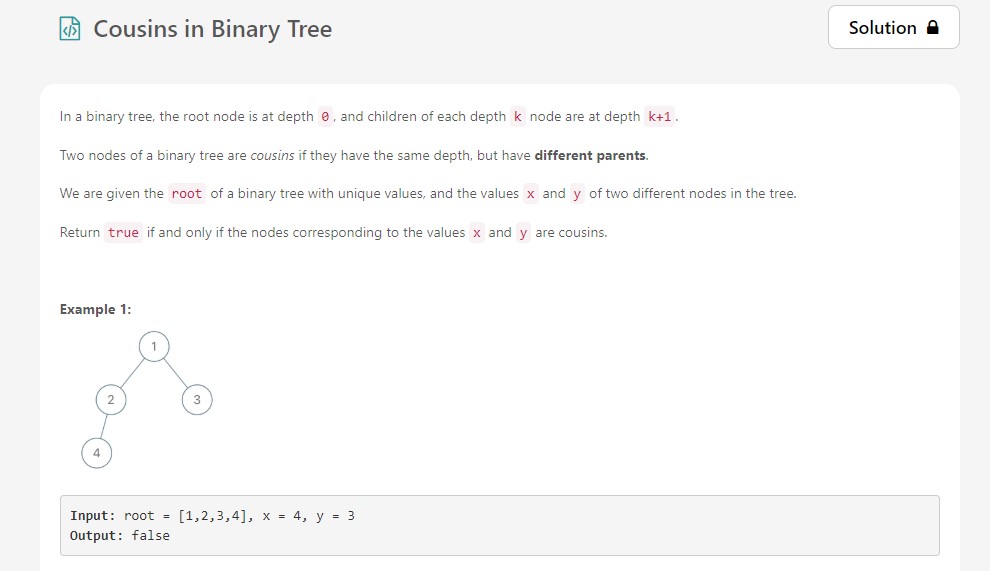 Cousins in Binary Tree
Solution
In a binary tree, the root node is at depth 0, and children of each depth k node are at depth k+1.
Two nodes of a binary tree are cousins if they have the same depth, but have different parents.
We are given the root of a binary tree with unique values, and the values x and y of two different nodes in the tree.
Return true if and only if the nodes corresponding to the values x and y are cousins.
Example 1:
1
2 3
4
Input: root = [1,2,3,4], x = 4, y = 3
Output: false